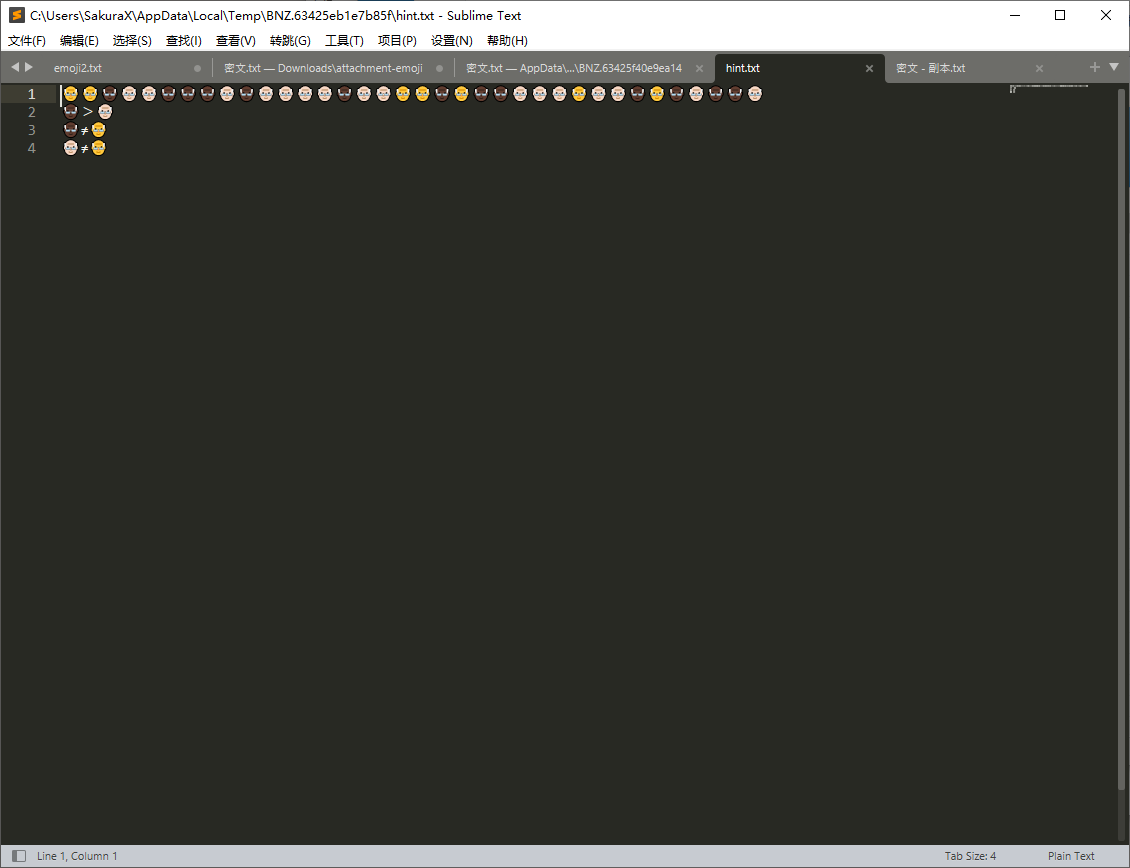 C:\Users\SakuraX\AppData\Local\Temp\BNZ.63425eb1e7b85f\hint.txt - Sublime Text
文件(F) 编辑(E) 选择(S) 查找(I) 查看(V) 转跳(G) 工具(T) 项目(P) 设置(N) 帮助(H)
emoji2.txt 密文.txt — Downloads\attachment-emoji 密文.txt — AppData\...\BNZ.63425f40e9ea14 hint.txt 密文 - 副本.txt
1 👴👴👴🏿👴🏻👴🏻👴🏿👴🏿👴🏿👴🏻👴🏿👴🏻👴🏻👴🏻👴🏻👴🏿👴🏻👴🏻👴👴👴🏿👴👴🏿👴🏿👴🏻👴🏻👴🏻👴👴🏻👴🏻👴🏿👴👴🏿👴🏻👴🏿👴🏿👴🏻
2 👴🏿 > 👴🏻
3 👴🏿≠👴
4 👴🏻≠👴
Line 1, Column 1 Tab Size: 4 Plain Text